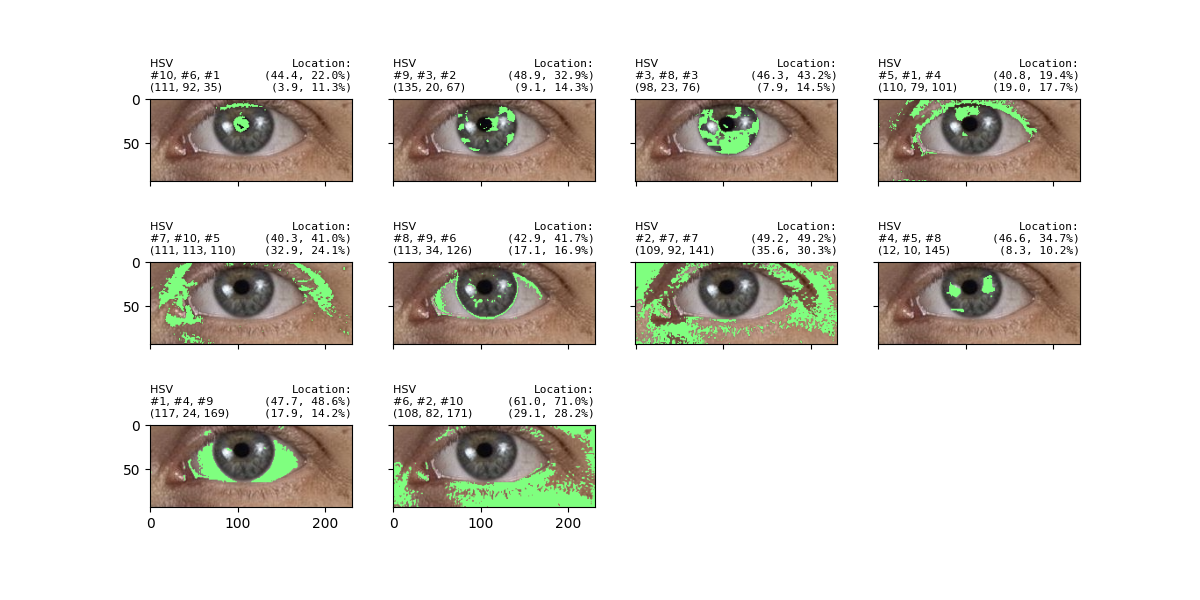 HSV Location:
#10, #6, #1 (44.4, 22.0%)
(111, 92, 35) (3.9, 11.3%)
HSV Location:
#9, #3, #2 (48.9, 32.9%)
(135, 20, 67) (9.1, 14.3%)
HSV Location:
#3, #8, #3 (46.3, 43.2%)
(98, 23, 76) (7.9, 14.5%)
HSV Location:
#5, #1, #4 (40.8, 19.4%)
(110, 79, 101) (19.0, 17.7%)
0
50
HSV Location:
#7, #10, #5 (40.3, 41.0%)
(111, 113, 110) (32.9, 24.1%)
HSV Location:
#8, #9, #6 (42.9, 41.7%)
(113, 34, 126) (17.1, 16.9%)
HSV Location:
#2, #7, #7 (49.2, 49.2%)
(109, 92, 141) (35.6, 30.3%)
HSV Location:
#4, #5, #8 (46.6, 34.7%)
(12, 10, 145) (8.3, 10.2%)
0
50
HSV Location:
#1, #4, #9 (47.7, 48.6%)
(117, 24, 169) (17.9, 14.2%)
HSV Location:
#6, #2, #10 (61.0, 71.0%)
(108, 82, 171) (29.1, 28.2%)
0
50
0 100 200
0 100 200